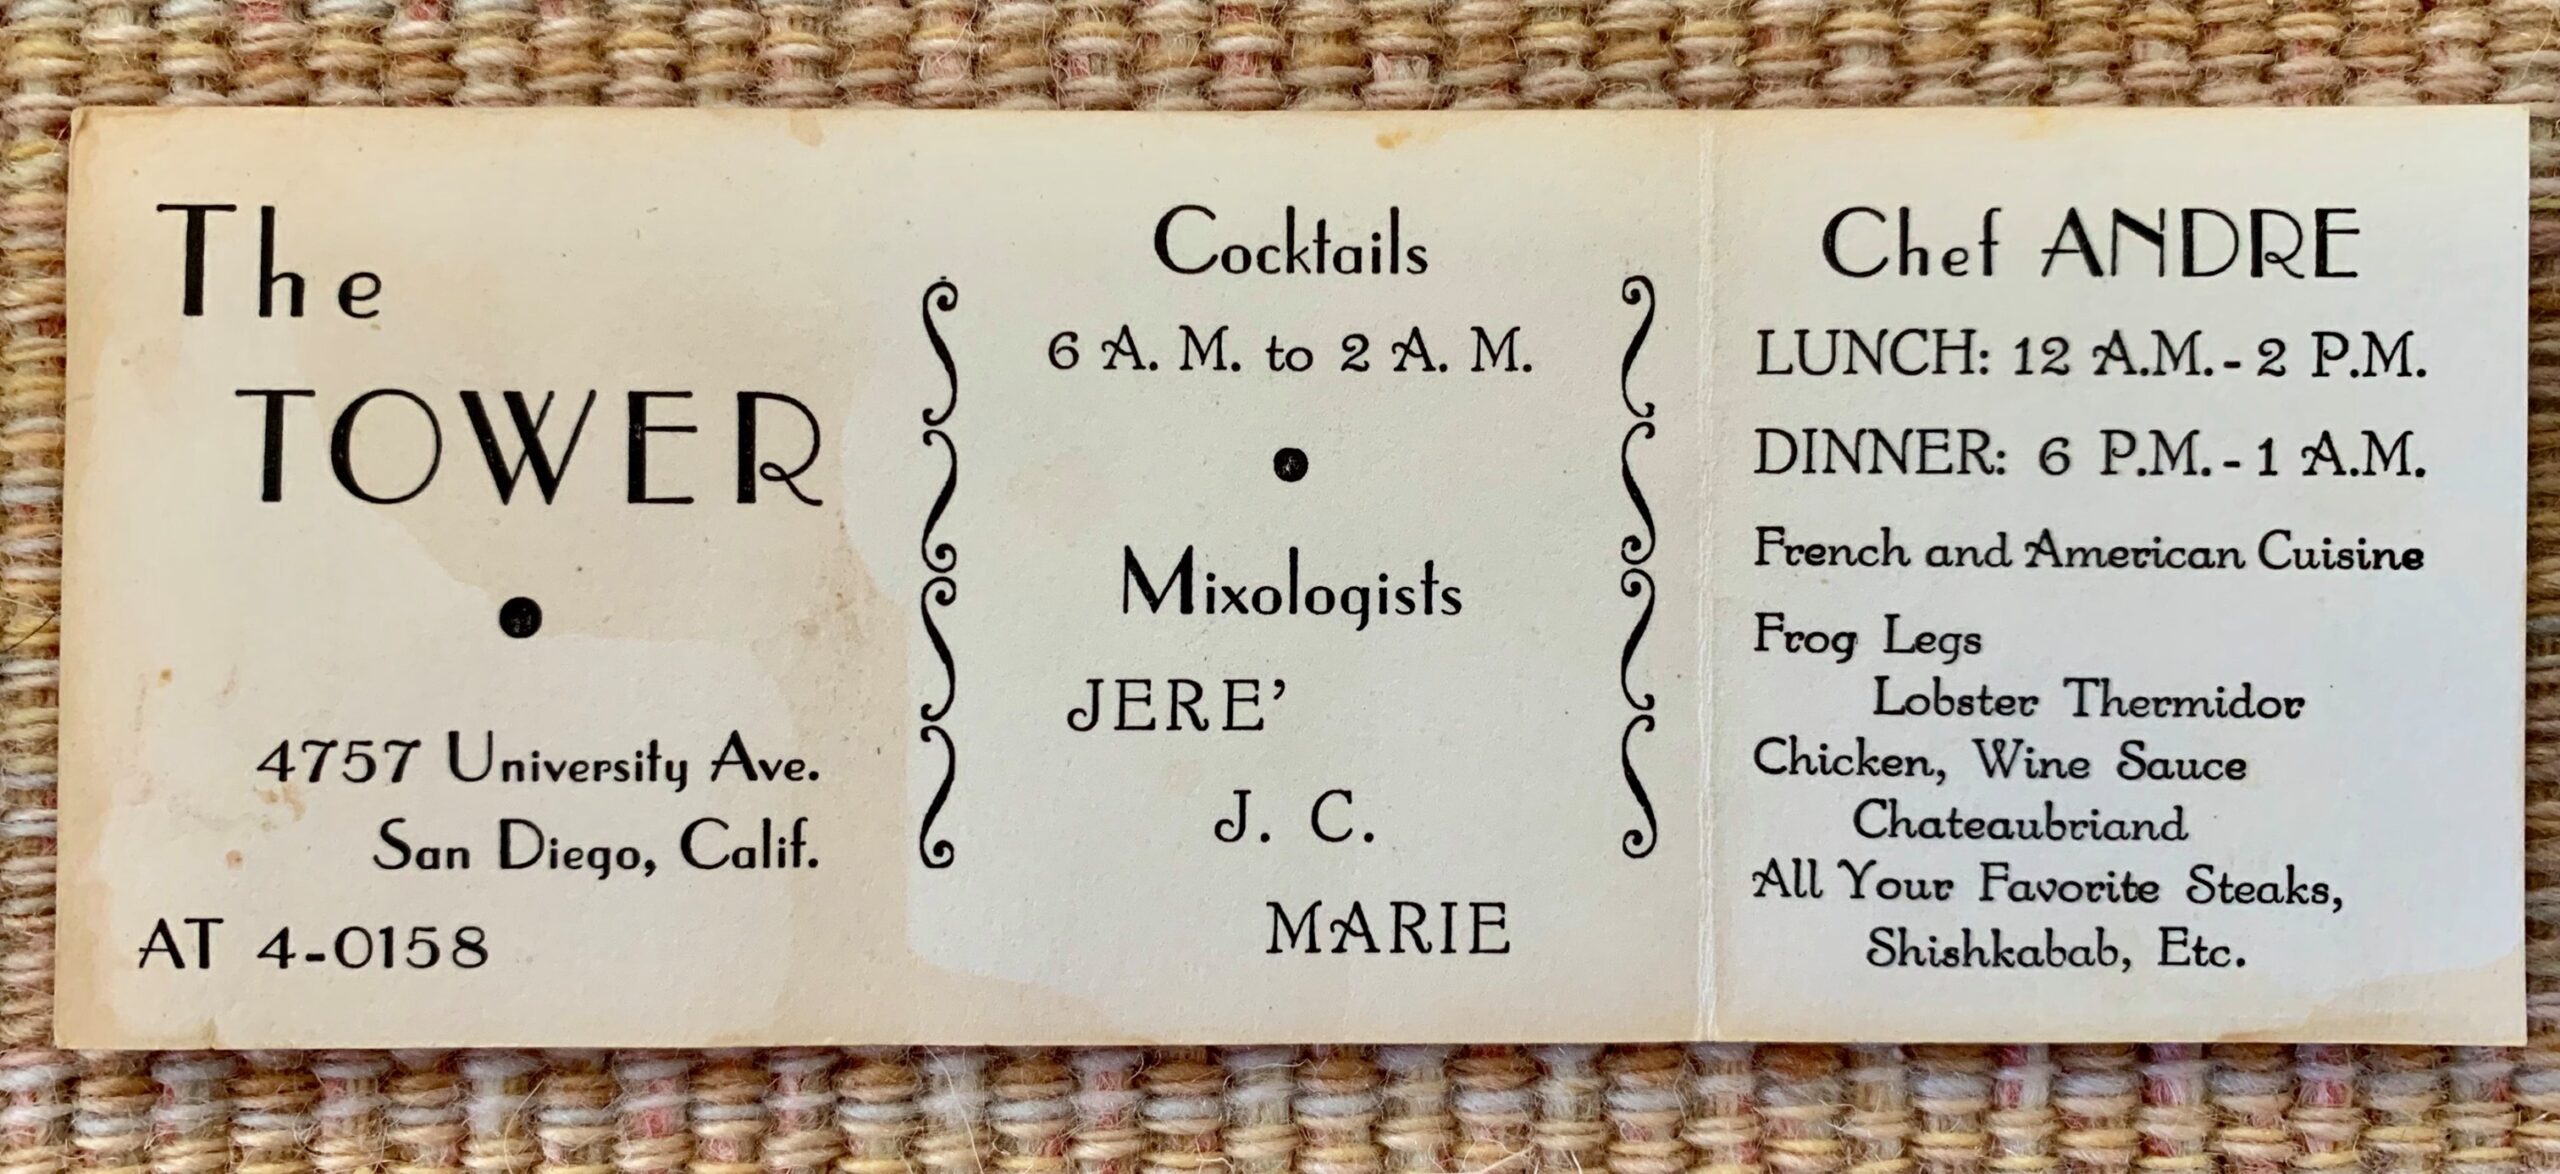 The
TOWER
•
4757 University Ave.
San Diego, Calif.
AT 4-0158
Cocktails
6 A. M. to 2 A. M.
•
Mixologists
JERE'
J. C.
MARIE
Chef ANDRE
LUNCH: 12 A.M. - 2 P.M.
DINNER: 6 P.M. - 1 A.M.
French and American Cuisine
Frog Legs
Lobster Thermidor
Chicken, Wine Sauce
Chateaubriand
All Your Favorite Steaks,
Shishkabab, Etc.